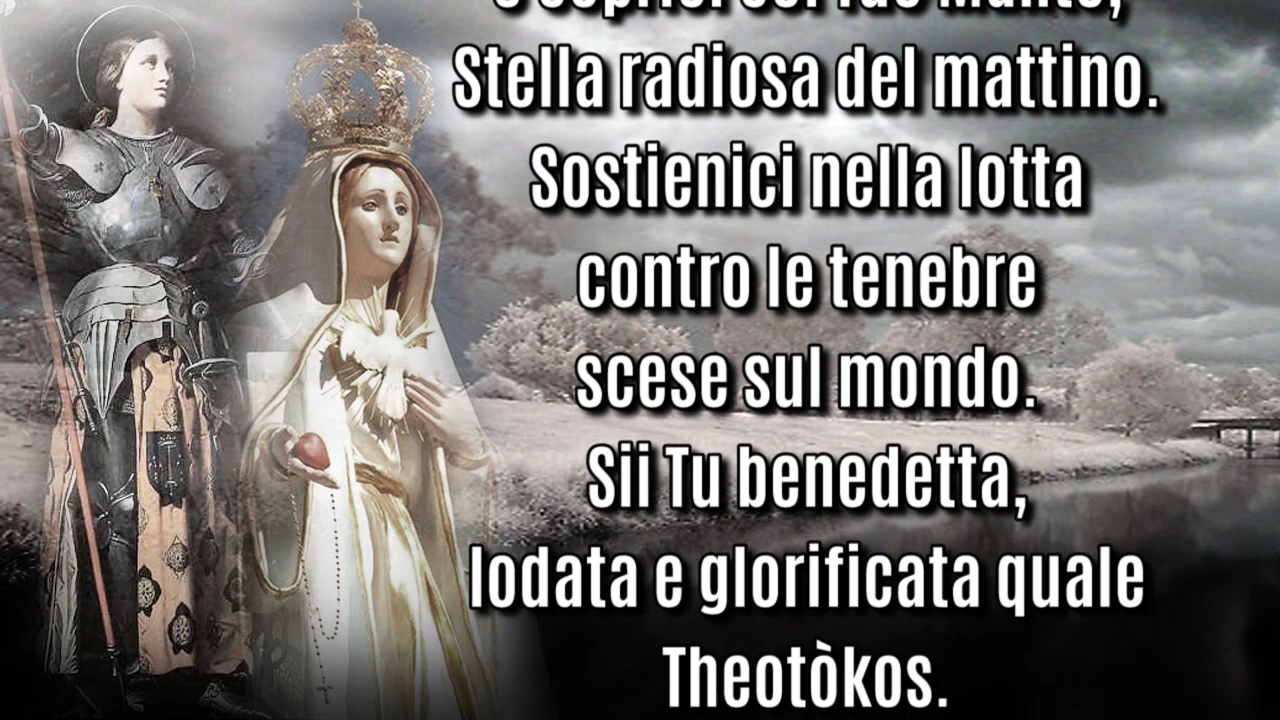 Stella radiosa del mattino.
Sostienici nella lotta
contro le tenebre
scese sul mondo.
Sii Tu benedetta,
lodata e glorificata quale
Theotòkos.